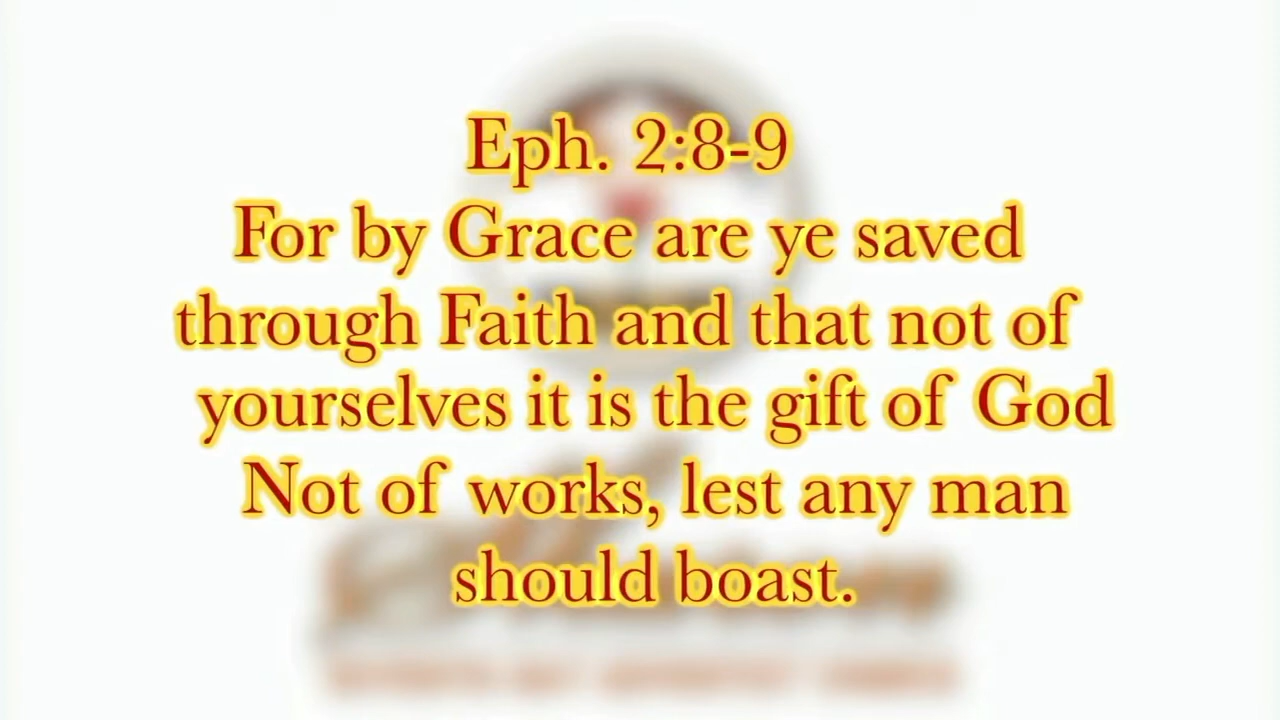 Eph. 2:8-9
For by Grace are ye saved
through Faith and that not of
yourselves it is the gift of God
Not of works, lest any man
should boast.